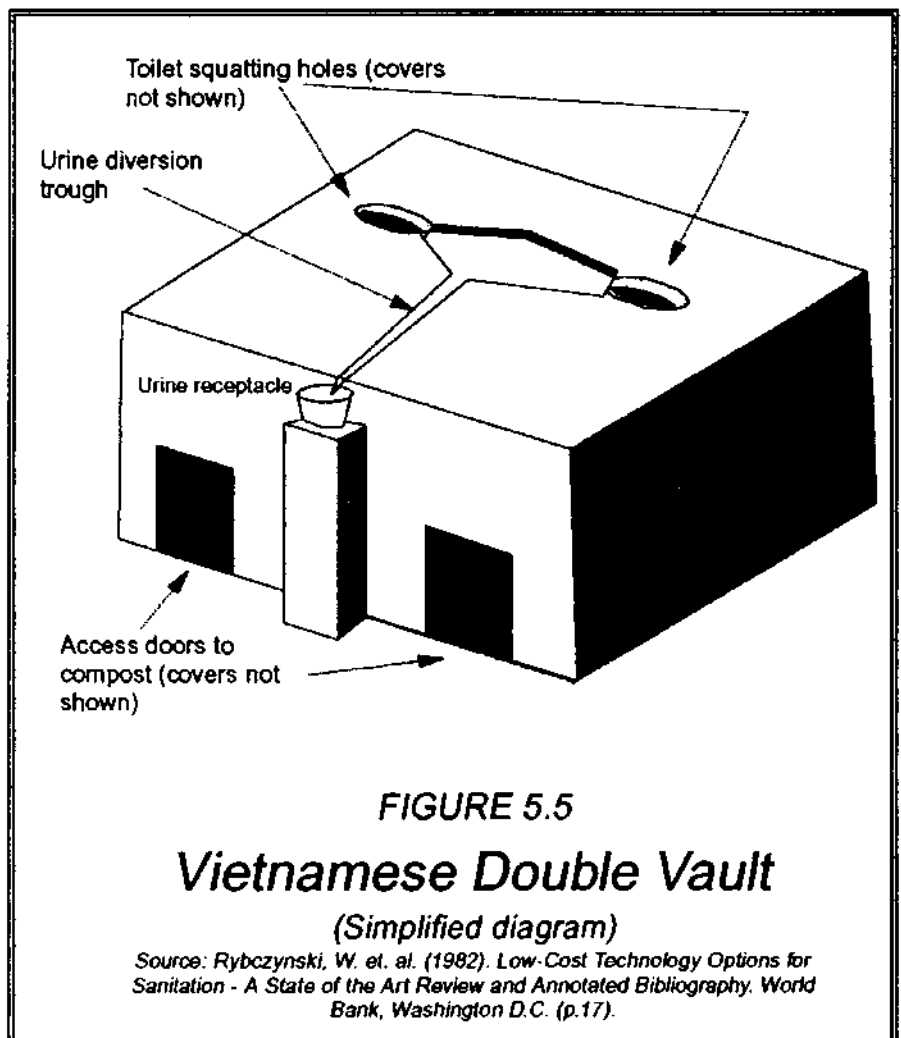 Toilet squatting holes (covers
not shown)
Urine diversion
trough
Urine receptacle
Access doors to
compost (covers not
shown)
FIGURE 5.5
Vietnamese Double Vault
(Simplified diagram)
Source: Rybczynski, W. et. al. (1982). Low-Cost Technology Options for
Sanitation - A State of the Art Review and Annotated Bibliography. World
Bank, Washington D.C. (p.17).